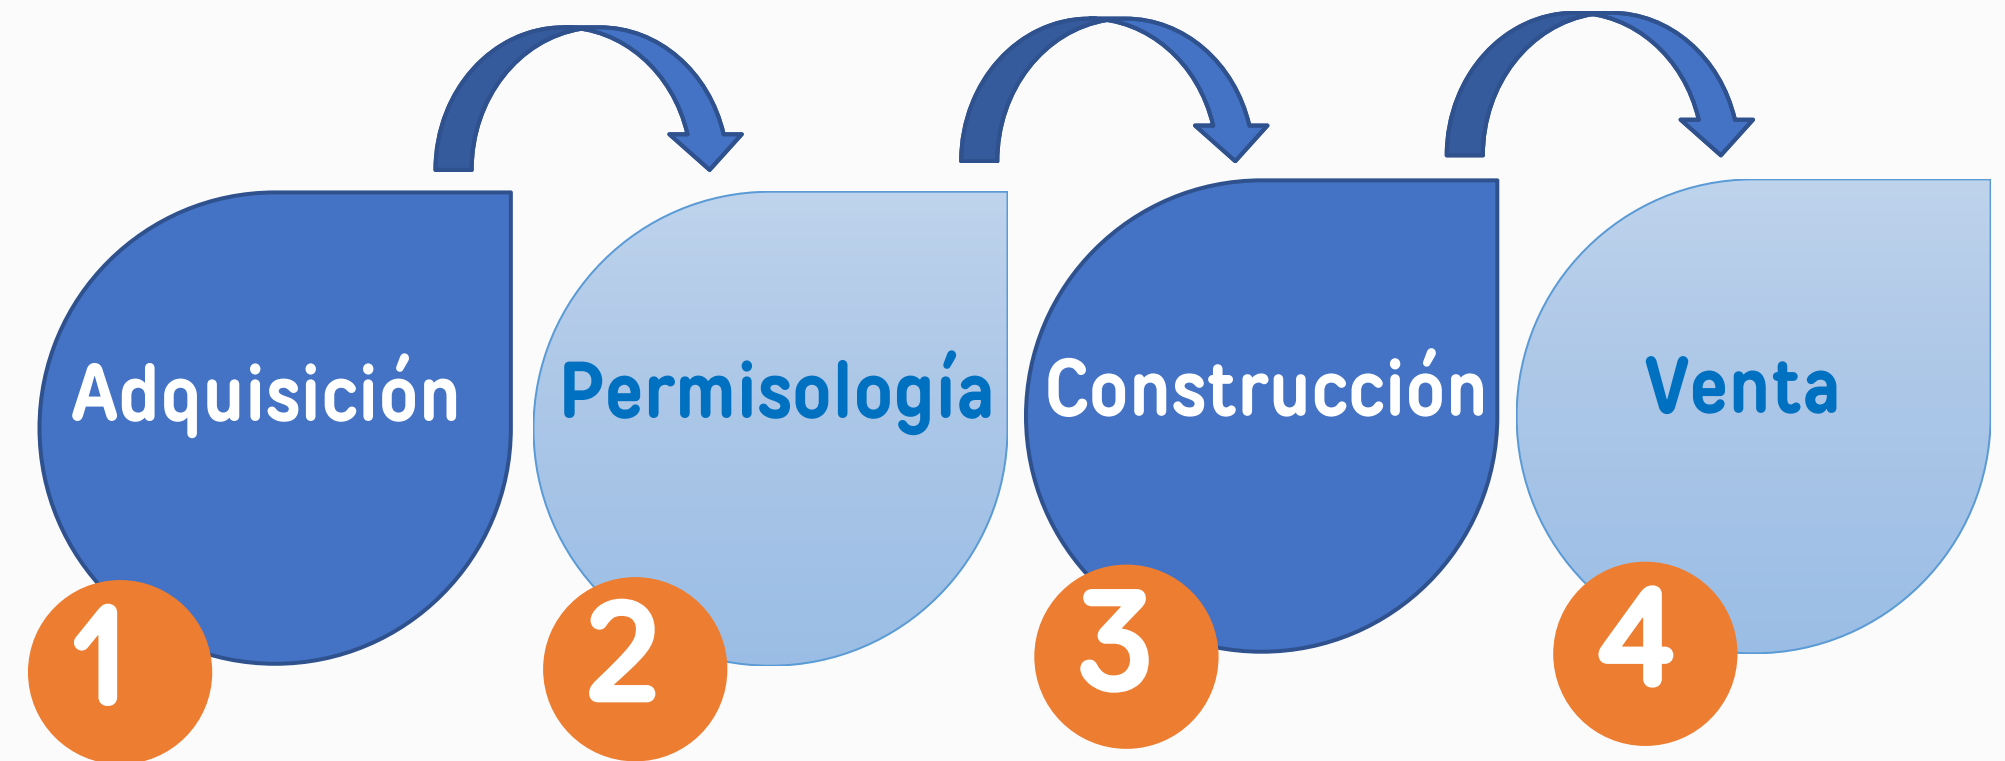 Adquisición
1
Permisología
2
Construcción
3
Venta
4